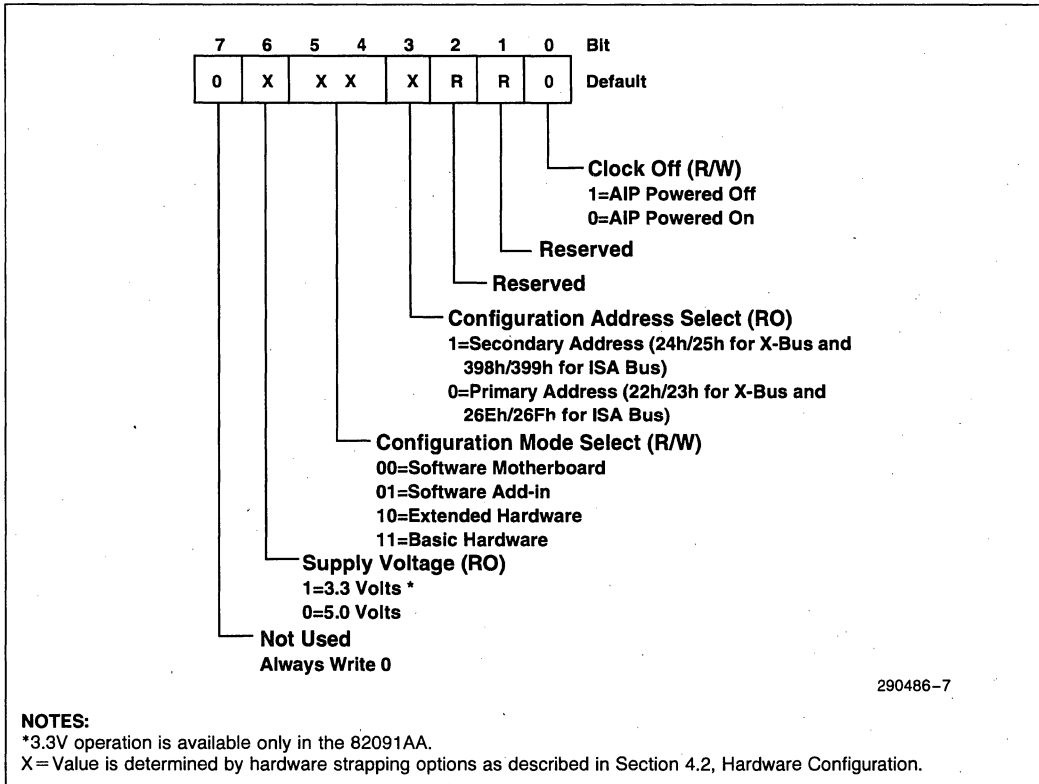 7 6 5 4 3 2 1 0 Bit
0 X X X X R R 0 Default
Clock Off (R/W)
1=AIP Powered Off
0=AIP Powered On
Reserved
Reserved
Configuration Address Select (RO)
1=Secondary Address (24h/25h for X-Bus and
398h/399h for ISA Bus)
0=Primary Address (22h/23h for X-Bus and
26Eh/26Fh for ISA Bus)
Configuration Mode Select (R/W)
00=Software Motherboard
01=Software Add-in
10=Extended Hardware
11=Basic Hardware
Supply Voltage (RO)
1=3.3 Volts *
0=5.0 Volts
Not Used
Always Write 0
290486-7
NOTES:
*3.3V operation is available only in the 82091AA.
X=Value is determined by hardware strapping options as described in Section 4.2, Hardware Configuration.